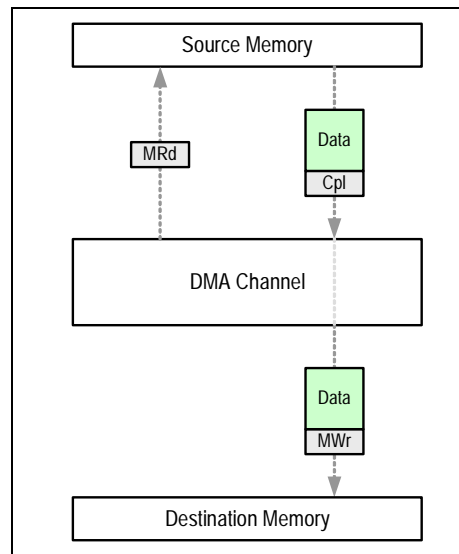 Source Memory
MRd
Data
Cpl
DMA Channel
Data
MWr
Destination Memory